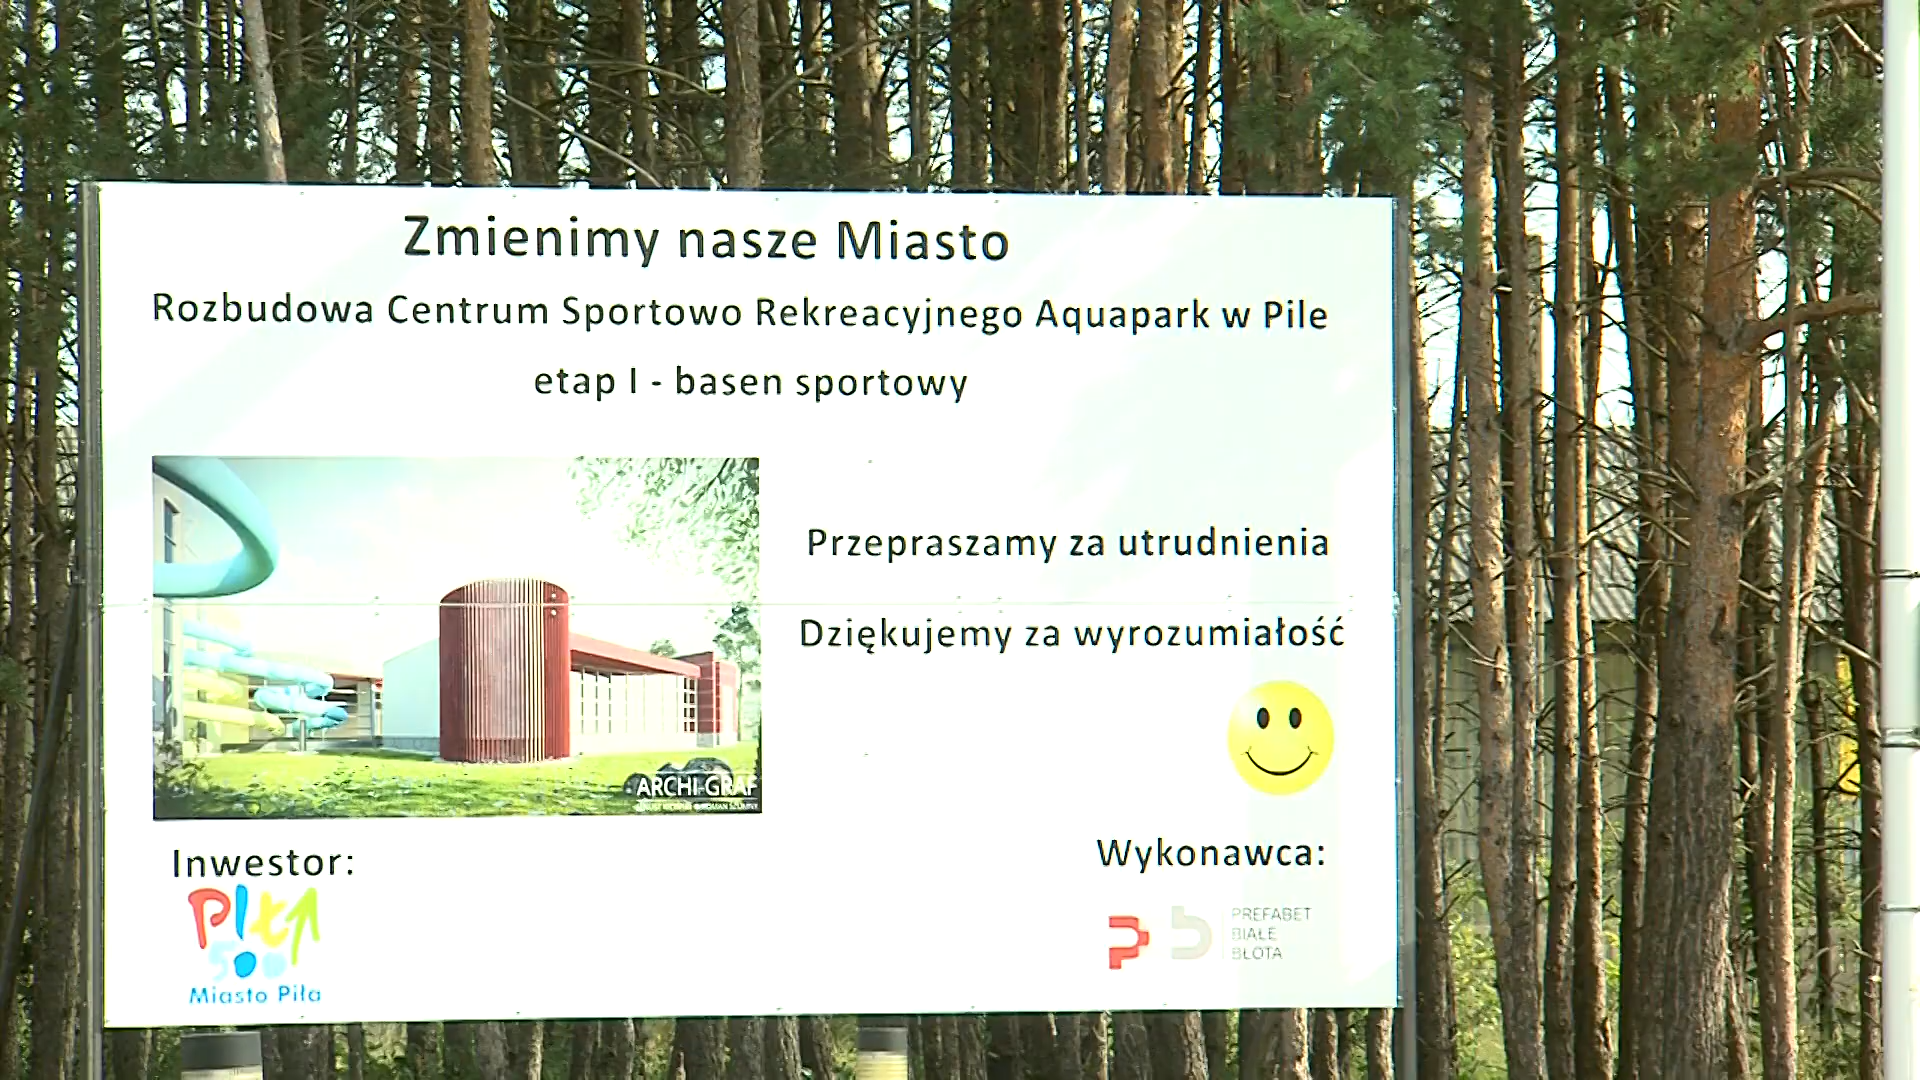 Zmienimy nasze Miasto
Rozbudowa Centrum Sportowo Rekreacyjnego Aquapark w Pile
etap I - basen sportowy
Przepraszamy za utrudnienia
Dziękujemy za wyrozumiałość
ARCHI-GRAF
Inwestor:
Piła
500
Miasto Piła
Wykonawca:
PREFABET
BIAŁE
BŁOTA